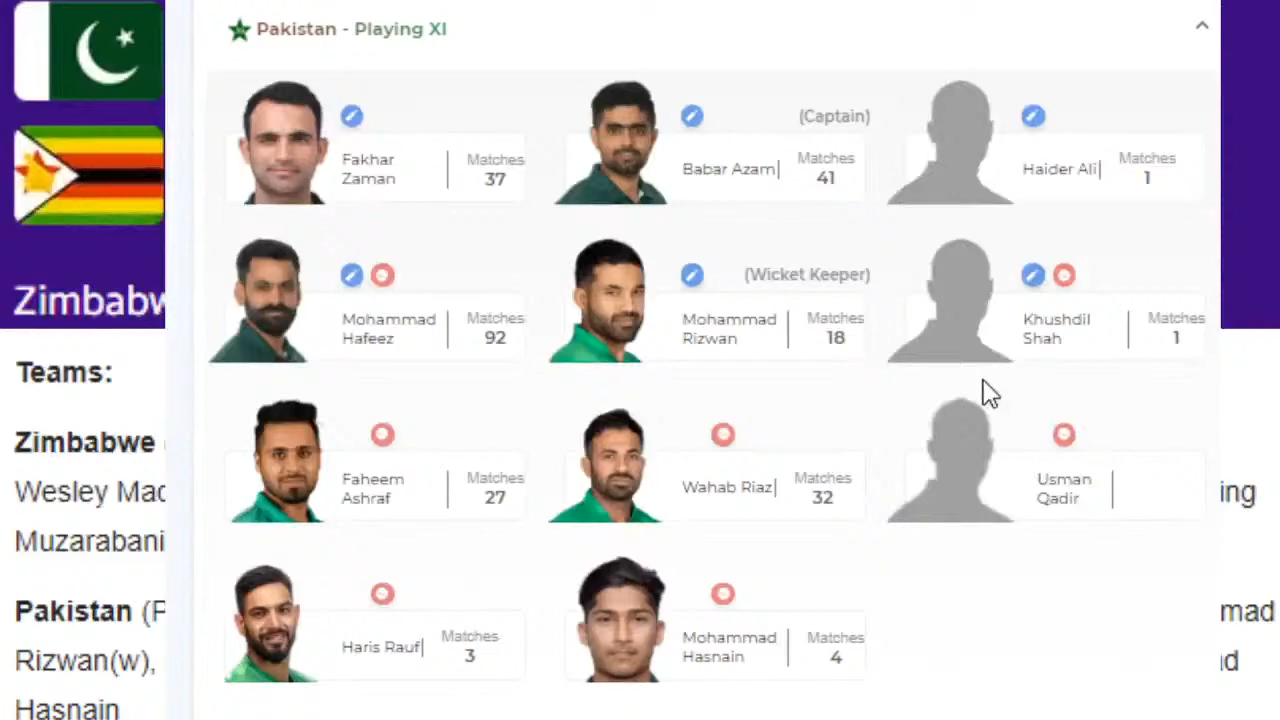 Pakistan - Playing XI
Fakhar Zaman
Matches
37
(Captain)
Babar Azam
Matches
41
Haider Ali
Matches
1
Mohammad Hafeez
Matches
92
(Wicket Keeper)
Mohammad Rizwan
Matches
18
Khushdil Shah
Matches
1
Faheem Ashraf
Matches
27
Wahab Riaz
Matches
32
Usman Qadir
Haris Rauf
Matches
3
Mohammad Hasnain
Matches
4
Zimbabw
Teams:
Zimbabwe
Wesley Mad ing
Muzarabani
Pakistan (P mad
Rizwan(w), d
Hasnain